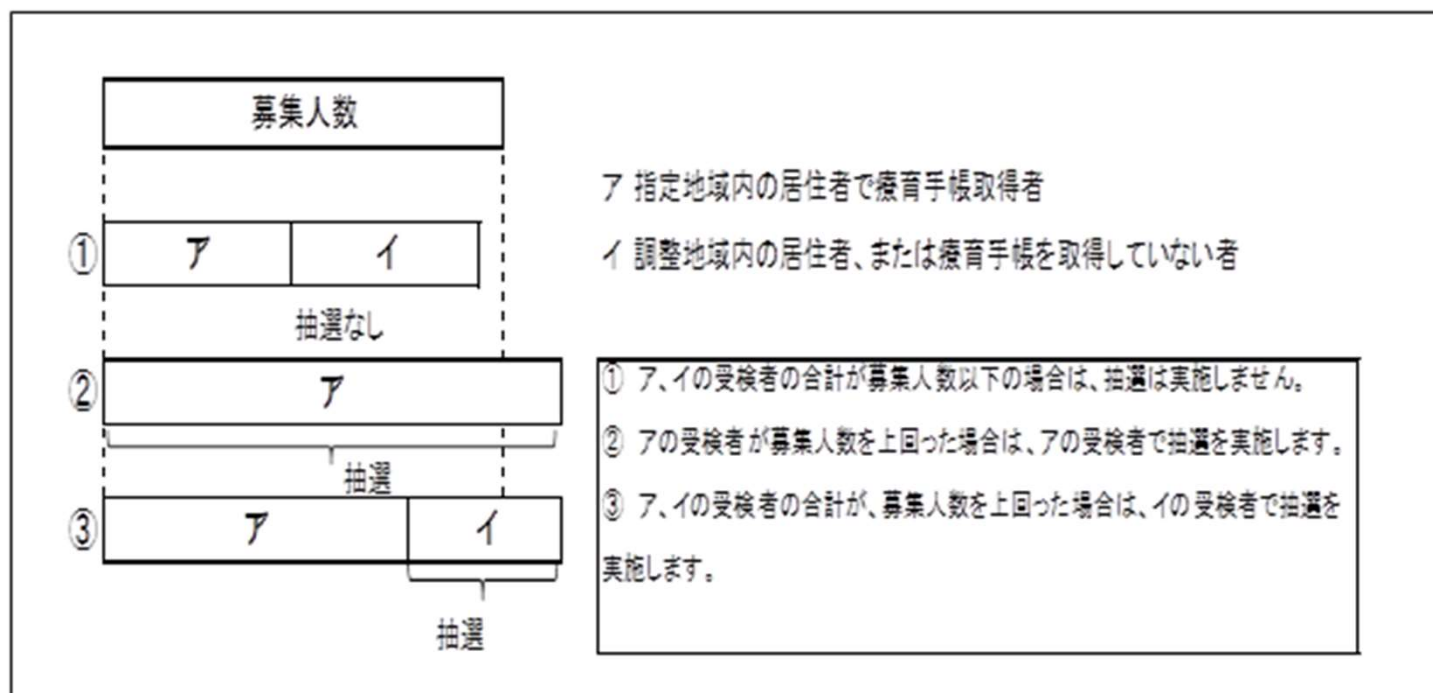 募集人数
ア 指定地域内の居住者で療育手帳取得者
イ 調整地域内の居住者、または療育手帳を取得していない者
① ア イ
抽選なし
② ア
抽選
③ ア イ
抽選
① ア、イの受検者の合計が募集人数以下の場合は、抽選は実施しません。
② アの受検者が募集人数を上回った場合は、アの受検者で抽選を実施します。
③ ア、イの受検者の合計が、募集人数を上回った場合は、イの受検者で抽選を
実施します。